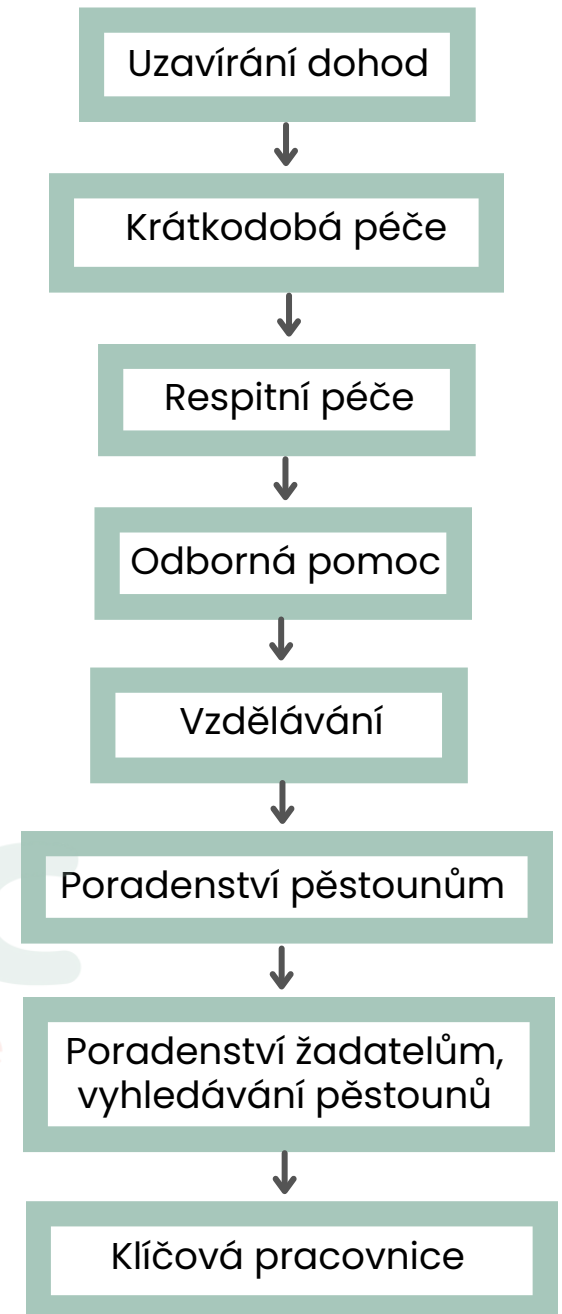 Uzavírání dohod
Krátkodobá péče
Respitní péče
Odborná pomoc
Vzdělávání
Poradenství pěstounům
Poradenství žadatelům,
vyhledávání pěstounů
Klíčová pracovnice